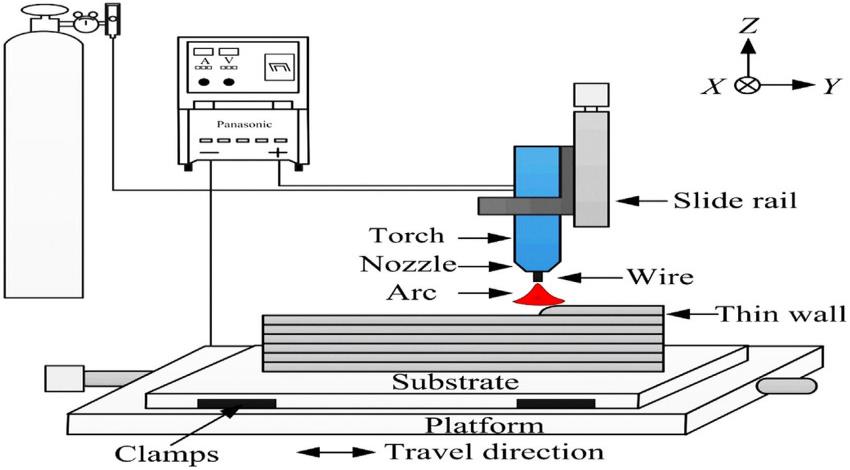 Z
X
Y
A V
Panasonic
− +
Slide rail
Torch
Nozzle
Wire
Arc
Thin wall
Substrate
Platform
Clamps
Travel direction